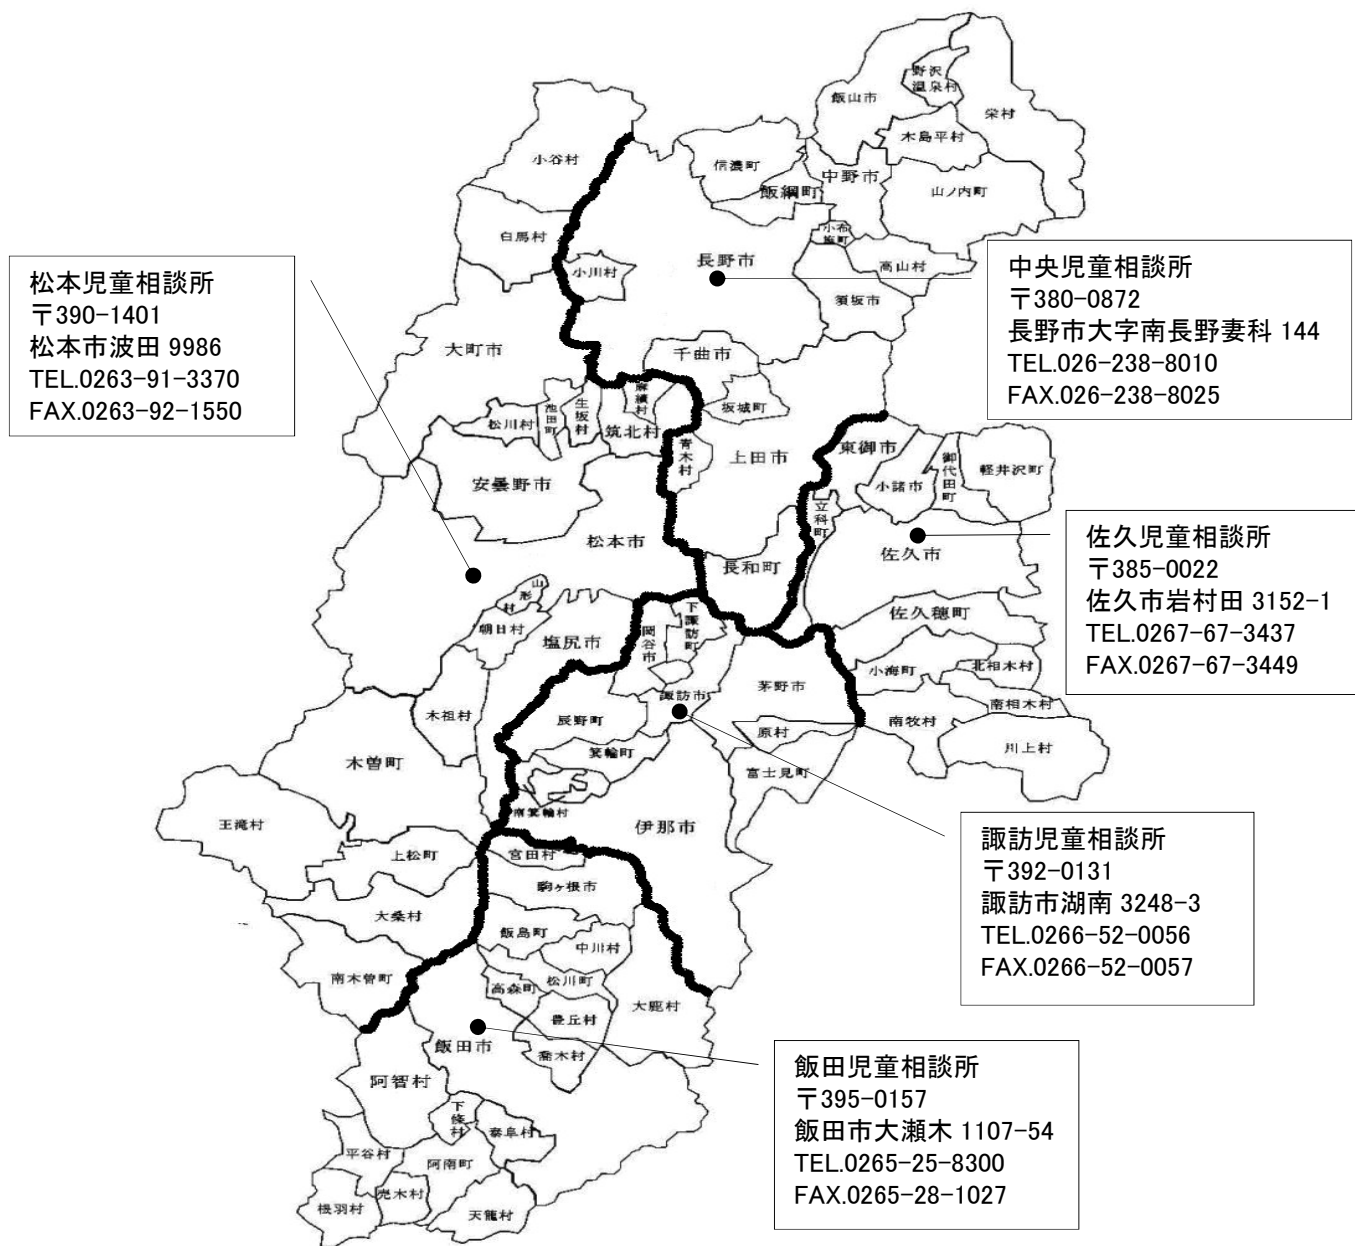 野沢
温泉村
飯山市
栄村
木島平村
小谷村
信濃町
中野市
飯綱町
山ノ内町
小布
施町
白馬村
長野市
高山村
小川村
須坂市
松本児童相談所
〒390-1401
松本市波田 9986
TEL.0263-91-3370
FAX.0263-92-1550
中央児童相談所
〒380-0872
長野市大字南長野妻科 144
TEL.026-238-8010
FAX.026-238-8025
大町市
千曲市
麻績村
坂城町
池田町
生坂村
松川村
筑北村
青木村
上田市
東御市
御代田町
軽井沢町
小諸市
安曇野市
立科町
松本市
佐久市
長和町
佐久児童相談所
〒385-0022
佐久市岩村田 3152-1
TEL.0267-67-3437
FAX.0267-67-3449
山形村
朝日村
塩尻市
下諏訪町
岡谷市
佐久穂町
小海町
北相木村
南相木村
茅野市
諏訪市
木祖村
辰野町
原村
南牧村
川上村
箕輪町
木曽町
富士見町
南箕輪村
伊那市
王滝村
上松町
宮田村
駒ヶ根市
諏訪児童相談所
〒392-0131
諏訪市湖南 3248-3
TEL.0266-52-0056
FAX.0266-52-0057
大桑村
飯島町
中川村
南木曽町
高森町
松川町
大鹿村
豊丘村
飯田市
喬木村
阿智村
飯田児童相談所
〒395-0157
飯田市大瀬木 1107-54
TEL.0265-25-8300
FAX.0265-28-1027
下條村
泰阜村
平谷村
阿南町
売木村
根羽村
天龍村